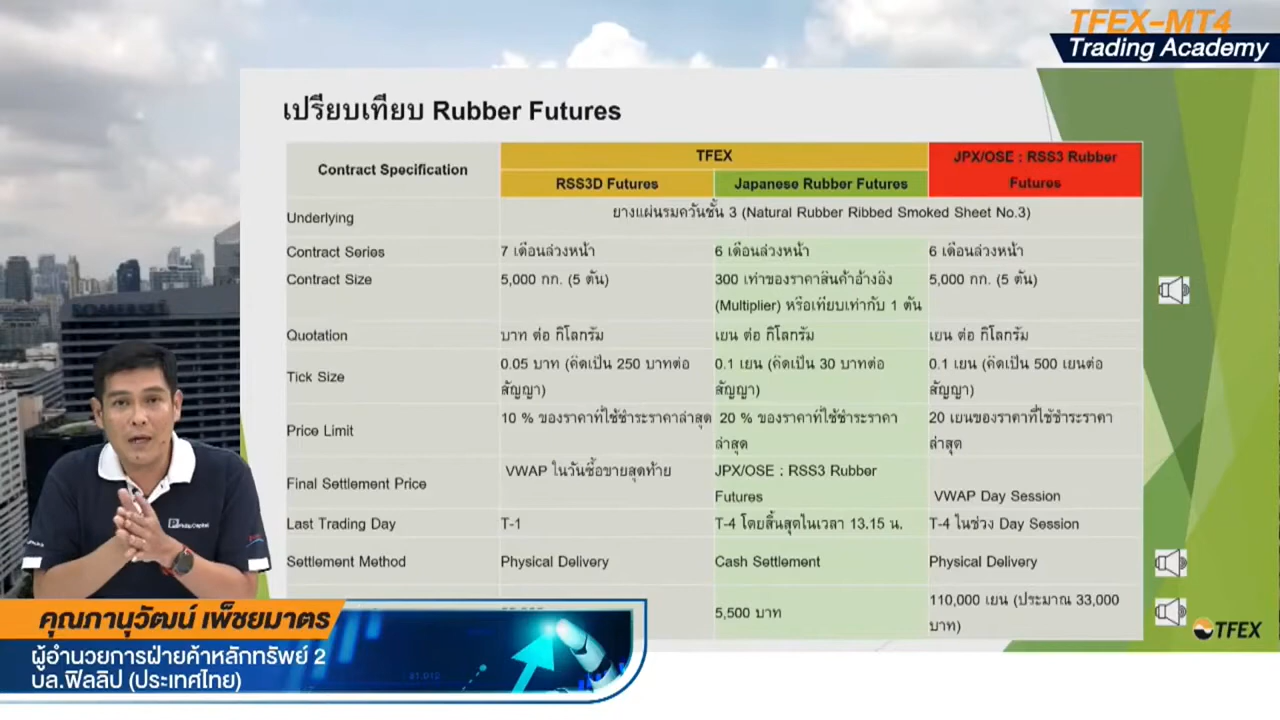 TFEX-MT4
Trading Academy
เปรียบเทียบ Rubber Futures
Contract Specification
TFEX
JPX/OSE : RSS3 Rubber
Futures
RSS3D Futures
Japanese Rubber Futures
Underlying
ยางแผ่นรมควันชั้น 3 (Natural Rubber Ribbed Smoked Sheet No.3)
Contract Series
7 เดือนล่วงหน้า
6 เดือนล่วงหน้า
6 เดือนล่วงหน้า
Contract Size
5,000 กก. (5 ตัน)
300 เท่าของราคาสินค้าอ้างอิง
(Multiplier) หรือเทียบเท่ากับ 1 ตัน
5,000 กก. (5 ตัน)
Quotation
บาท ต่อ กิโลกรัม
เยน ต่อ กิโลกรัม
เยน ต่อ กิโลกรัม
Tick Size
0.05 บาท (คิดเป็น 250 บาทต่อ
สัญญา)
0.1 เยน (คิดเป็น 30 บาทต่อ
สัญญา)
0.1 เยน (คิดเป็น 500 เยนต่อ
สัญญา)
Price Limit
10 % ของราคาที่ใช้ชำระราคาล่าสุด
20 % ของราคาที่ใช้ชำระราคา
ล่าสุด
20 เยนของราคาที่ใช้ชำระราคา
ล่าสุต
Final Settlement Price
VWAP ในวันซื้อขายสุดท้าย
JPX/OSE : RSS3 Rubber
Futures
VWAP Day Session
Last Trading Day
T-1
T-4 โดยสิ้นสุดในเวลา 13.15 น.
T-4 ในช่วง Day Session
Settlement Method
Physical Delivery
Cash Settlement
Physical Delivery
5,500 บาท
110,000 เยน (ประมาณ 33,000
บาท)
TFEX
คุณภานุวัฒน์ เพ็ชยมาตร
ผู้อำนวยการฝ่ายค้าหลักทรัพย์ 2
บล.ฟิลลิป (ประเทศไทย)